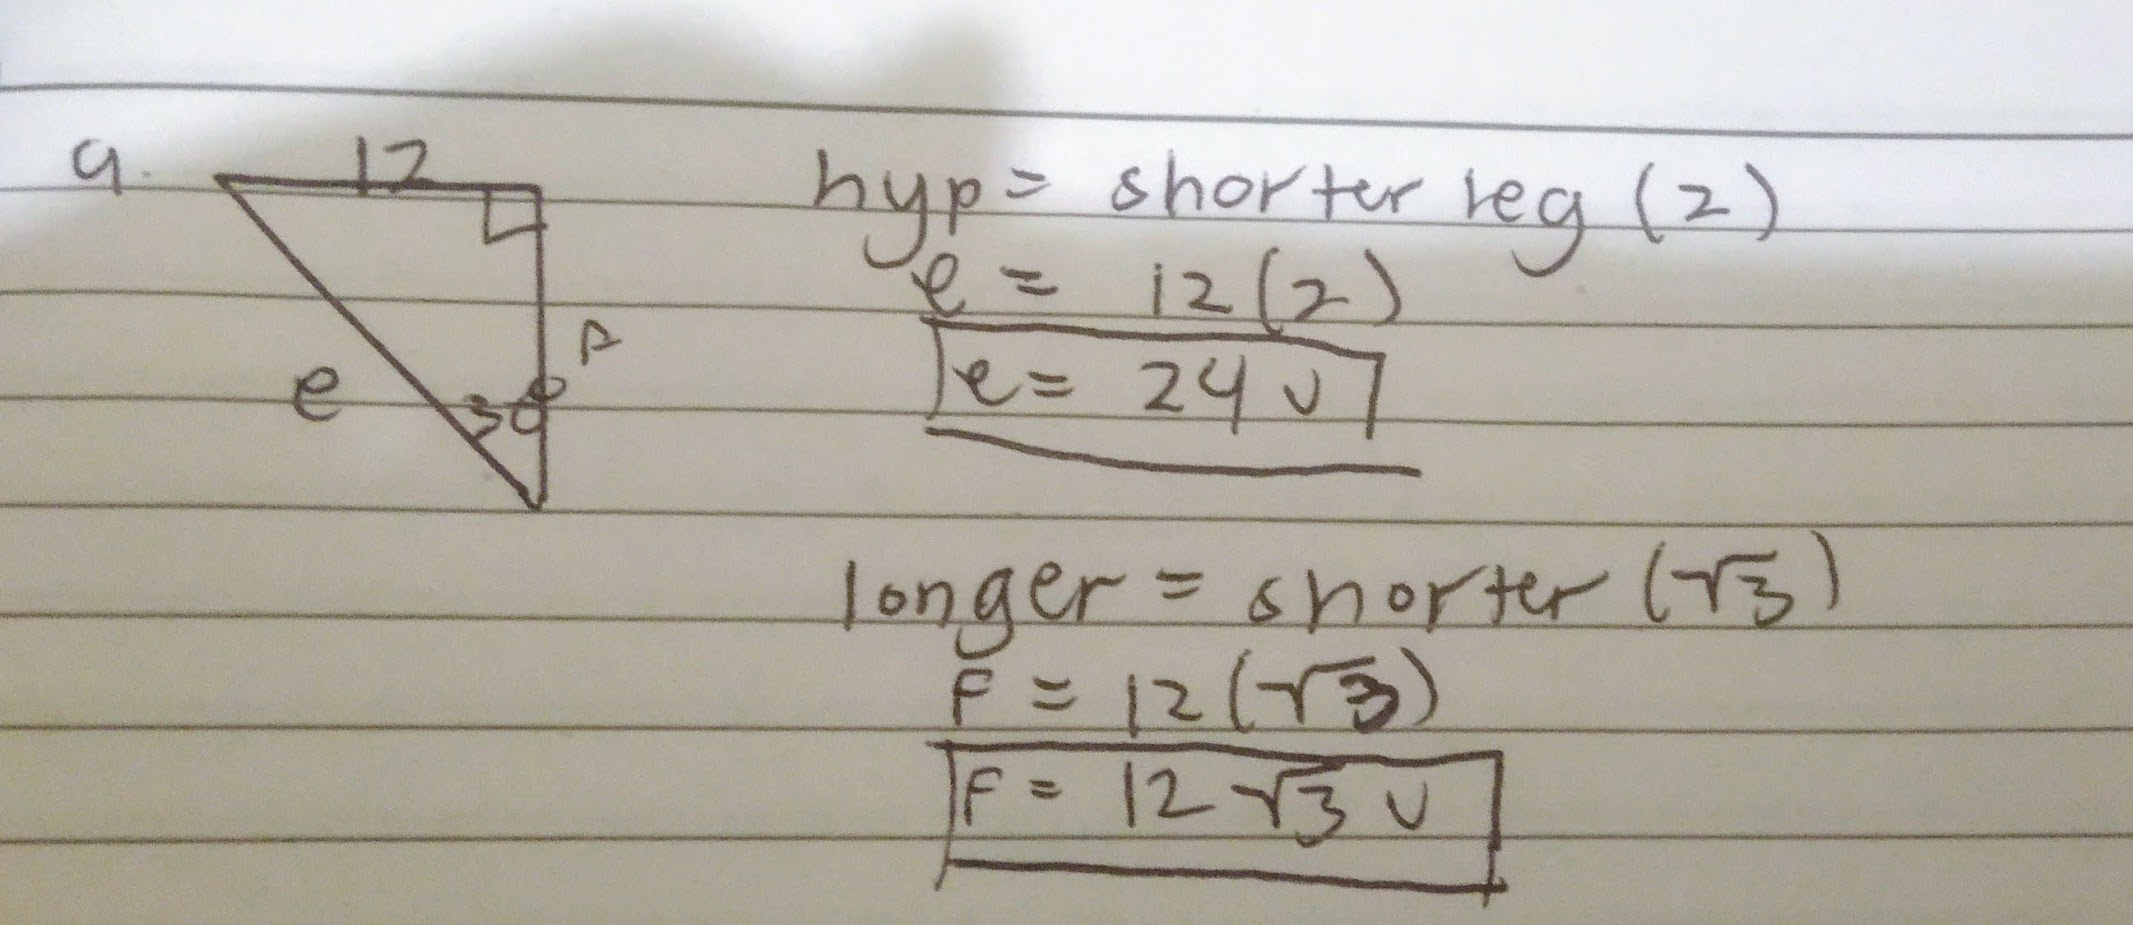 9.
12
e
30°
F
hyp = shorter leg (2)
e = 12(2)
e = 24 u
longer = shorter (√3)
F = 12(√3)
F = 12√3 u